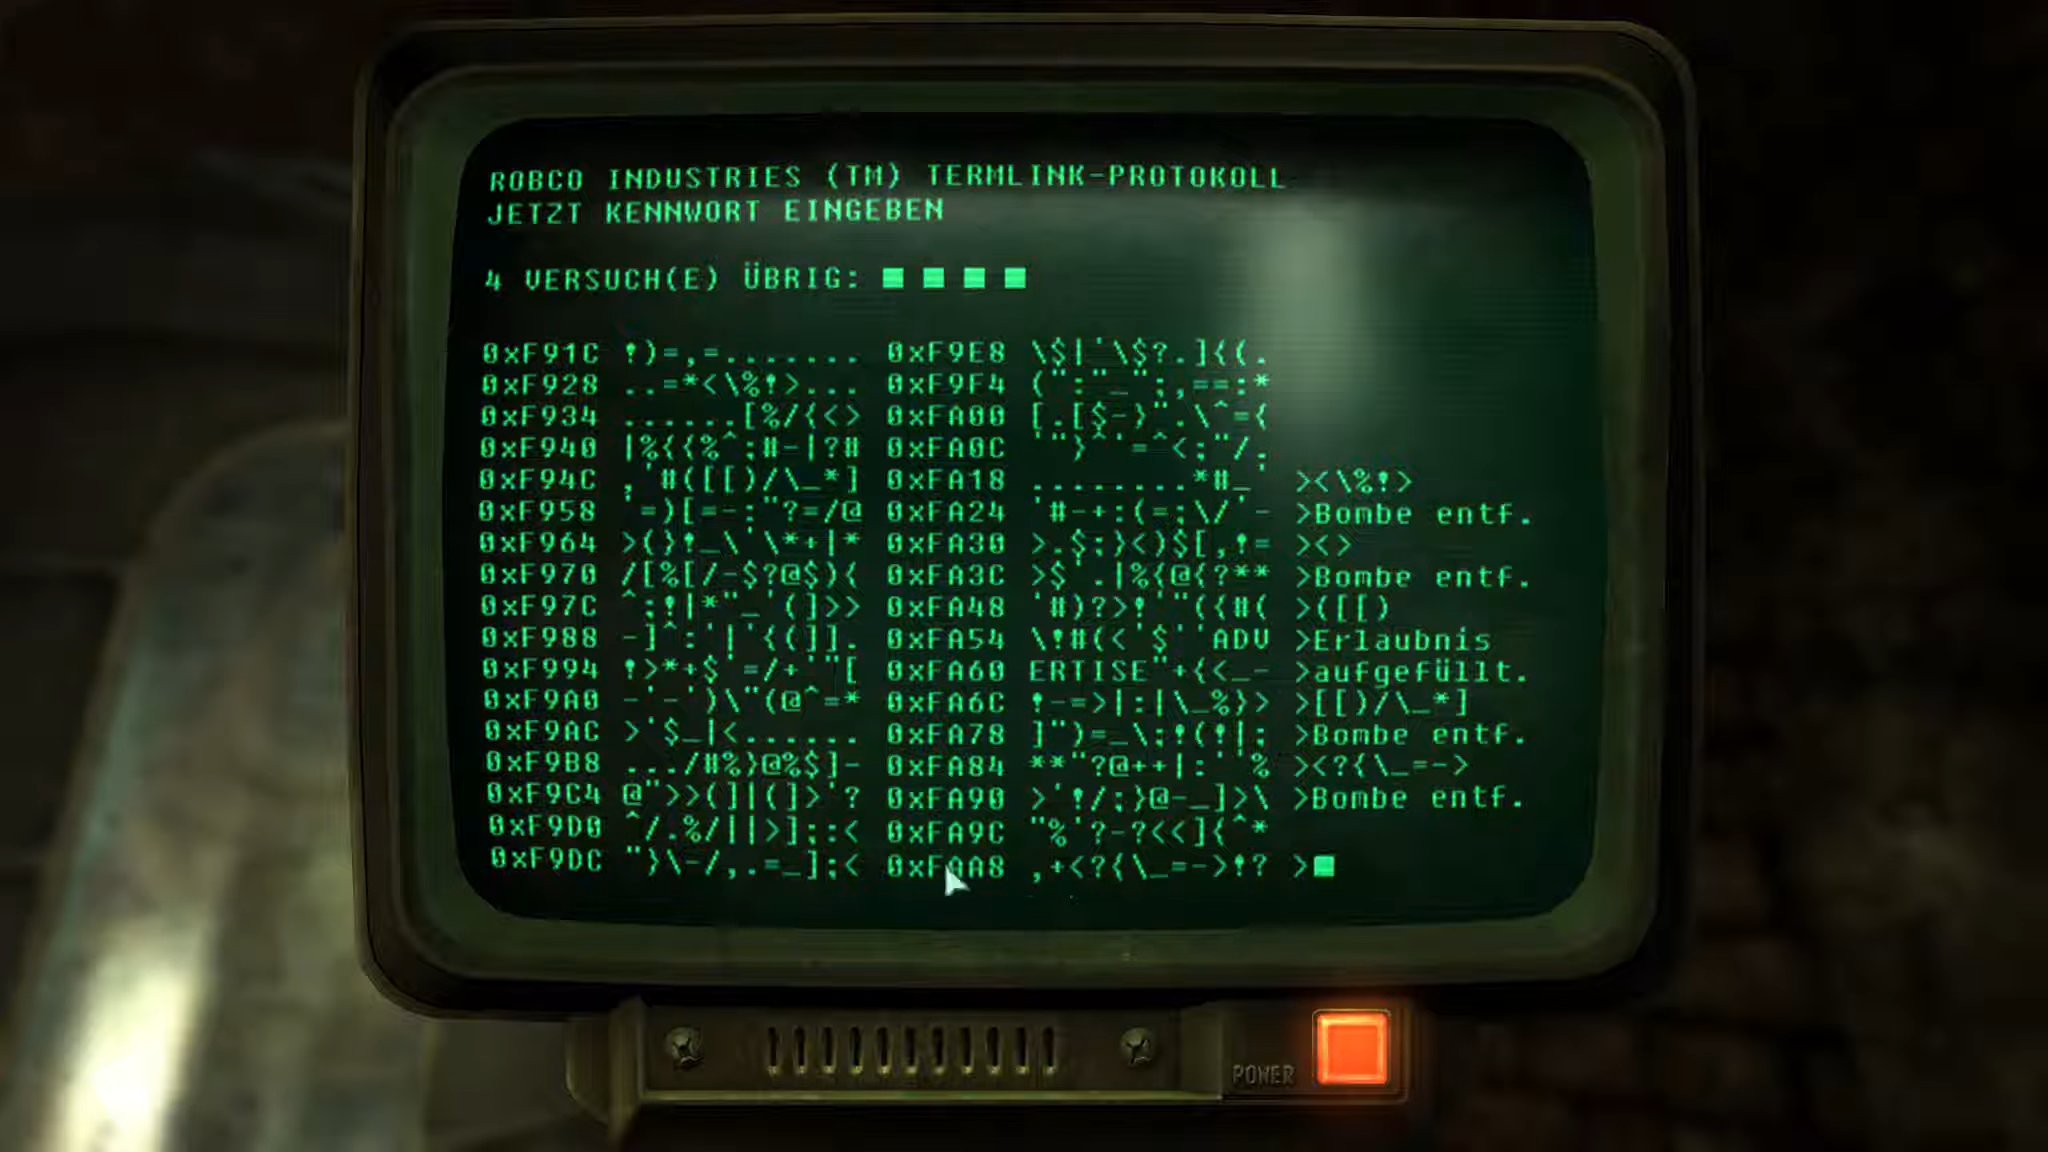 ROBCO INDUSTRIES (TM) TERMLINK-PROTOKOLL
JETZT KENNWORT EINGEBEN
4 VERSUCH(E) ÜBRIG: ■ ■ ■ ■
0xF91C !)=,=.......
0xF928 ..=*<\%!>...
0xF934 ......[%/{<>
0xF940 |%{{%^;#-|?#
0xF94C ,'#([[)/\_*]
0xF958 '=)[=-:"?=/@
0xF964 >(}!_\'\*+|*
0xF970 /[%[/-$?@$){
0xF97C ^;!|*"_'(]>>
0xF988 -]^:'|'{(]].
0xF994 !>*+$'=/+'"[
0xF9A0 -'-')\"(@^=*
0xF9AC >'$_|<......
0xF9B8 .../#%}@%$]-
0xF9C4 @">>(]|(]>'?
0xF9D0 ^/.%/||>];:<
0xF9DC "}\-/,.=_];<
0xF9E8 \$|'\$?.]{(.
0xF9F4 (":"_";,==:*
0xFA00 [.[$-}".\^={
0xFA0C '"}^'=^<;"/;
0xFA18 ........*#_
0xFA24 '#-+:(=;\/'-
0xFA30 >.$;}<)$[,!=
0xFA3C >$'.|%{@{?**
0xFA48 '#)?>!'"({#(
0xFA54 \!#(<'$''ADV
0xFA60 ERTISE"+{<_-
0xFA6C !-=>|:|\_%}>
0xFA78 ]")=_\;!(!|;
0xFA84 **"?@++|:''%
0xFA90 >'!/;}@-_]>\
0xFA9C "%'?-?<<]{^*
0xFAA8 ,+<?{\_=->!?
><\%!>
>Bombe entf.
><>
>Bombe entf.
>([[)
>Erlaubnis
>aufgefüllt.
>[[)/\_*]
>Bombe entf.
><?{\_=->
>Bombe entf.
>■
POWER